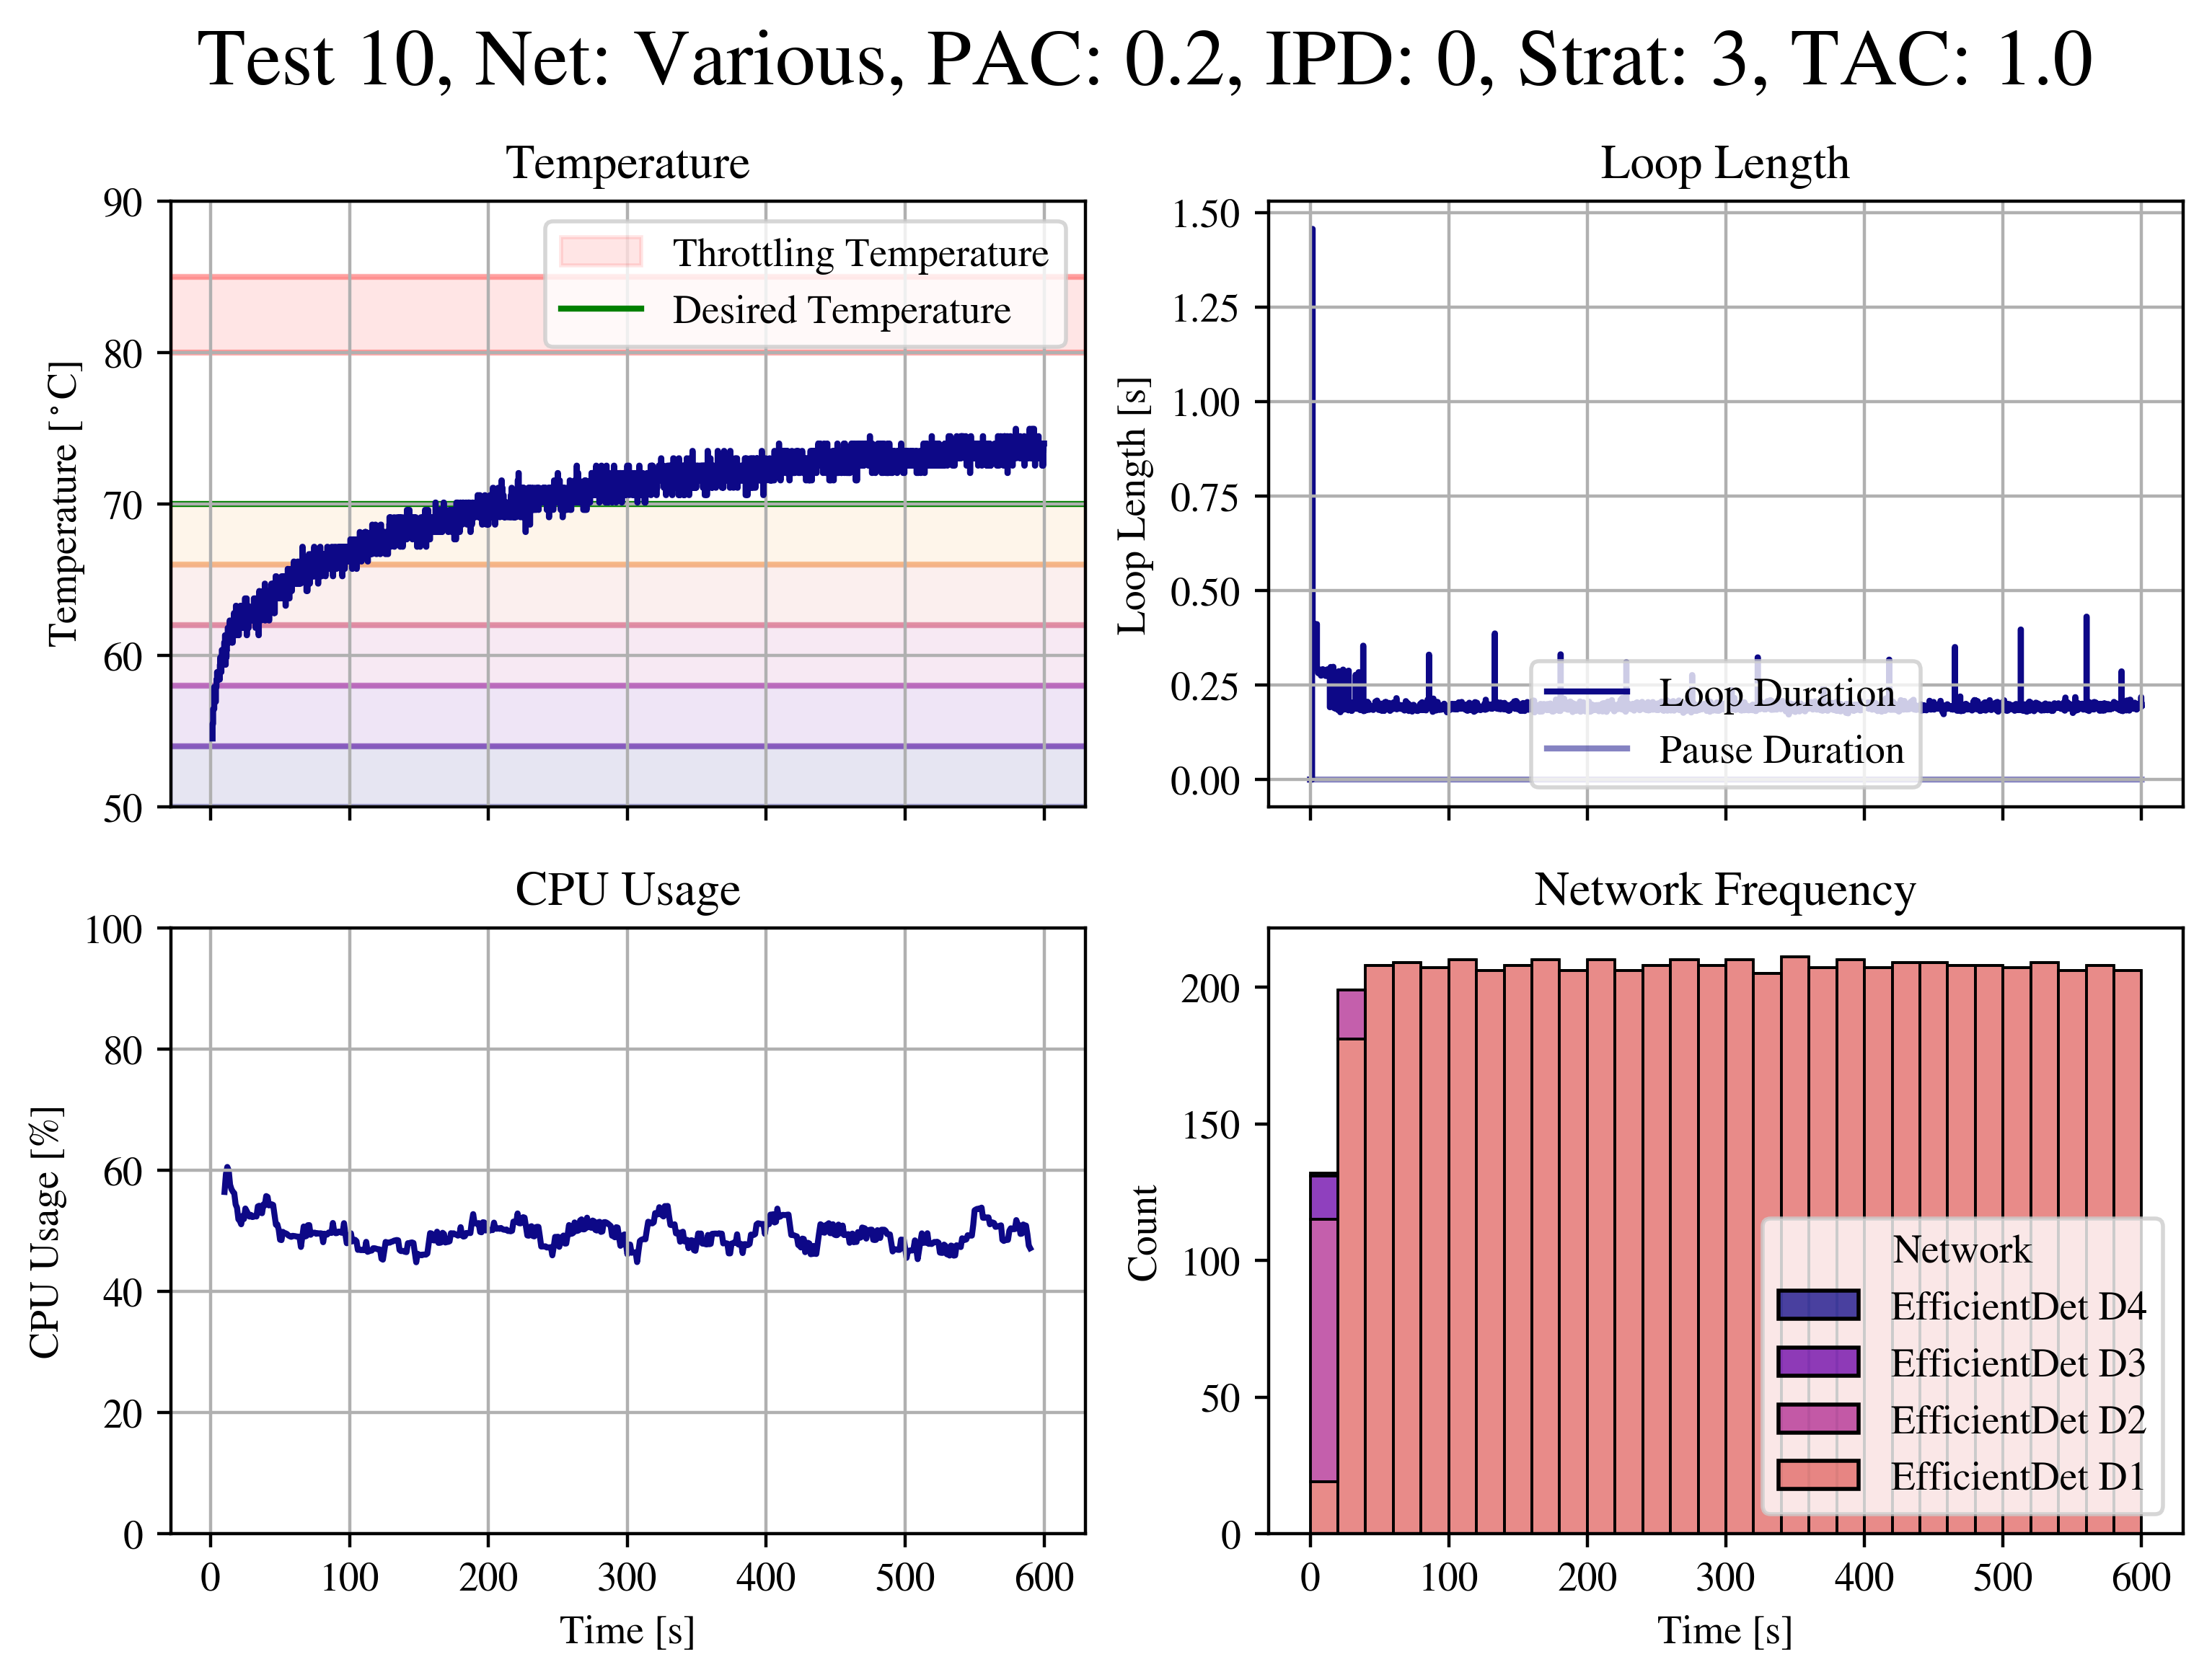 Test 10, Net: Various, PAC: 0.2, IPD: 0, Strat: 3, TAC: 1.0
Temperature
90
80
70
60
50
Temperature [°C]
Throttling Temperature
Desired Temperature
Loop Length
1.50
1.25
1.00
0.75
0.50
0.25
0.00
Loop Length [s]
Loop Duration
Pause Duration
CPU Usage
100
80
60
40
20
0
CPU Usage [%]
0 100 200 300 400 500 600
Time [s]
Network Frequency
200
150
100
50
0
Count
Network
EfficientDet D4
EfficientDet D3
EfficientDet D2
EfficientDet D1
0 100 200 300 400 500 600
Time [s]